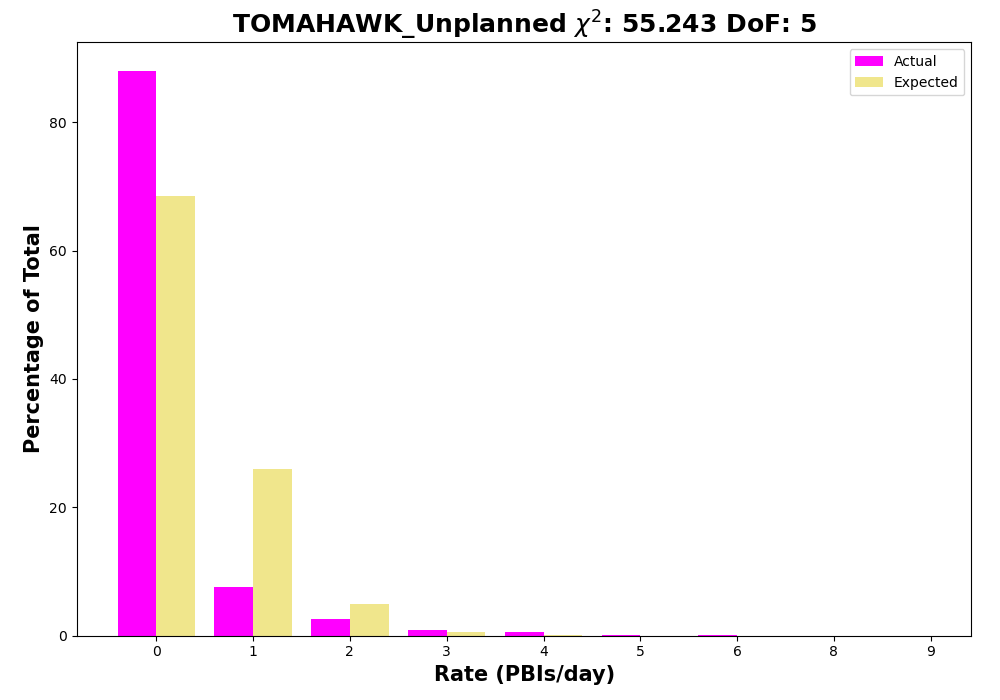 TOMAHAWK_Unplanned χ²: 55.243 DoF: 5
Actual
Expected
Percentage of Total
80
60
40
20
0
0 1 2 3 4 5 6 8 9
Rate (PBIs/day)